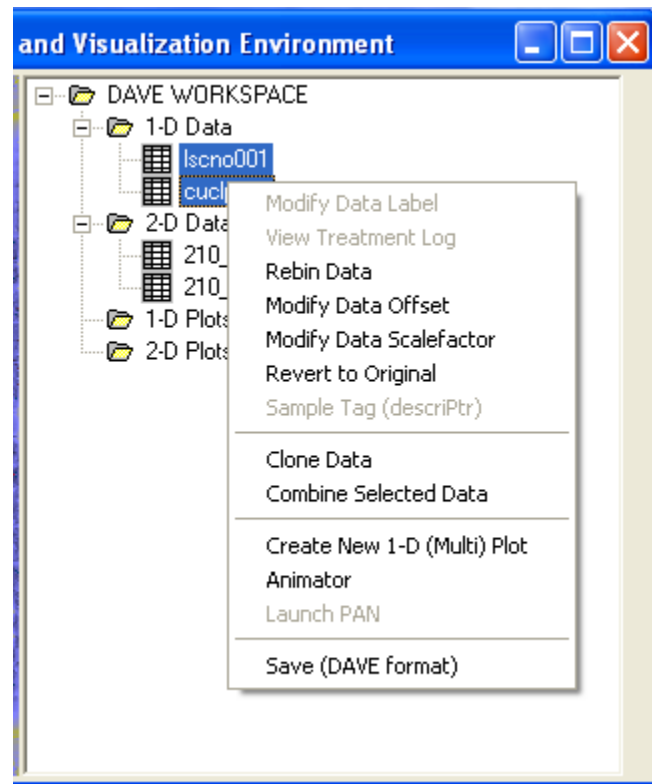 and Visualization Environment
DAVE WORKSPACE
1-D Data
lscno001
2-D Data
210_
210_
1-D Plots
2-D Plots
Modify Data Label
View Treatment Log
Rebin Data
Modify Data Offset
Modify Data Scalefactor
Revert to Original
Sample Tag (descriPtr)
Clone Data
Combine Selected Data
Create New 1-D (Multi) Plot
Animator
Launch PAN
Save (DAVE format)